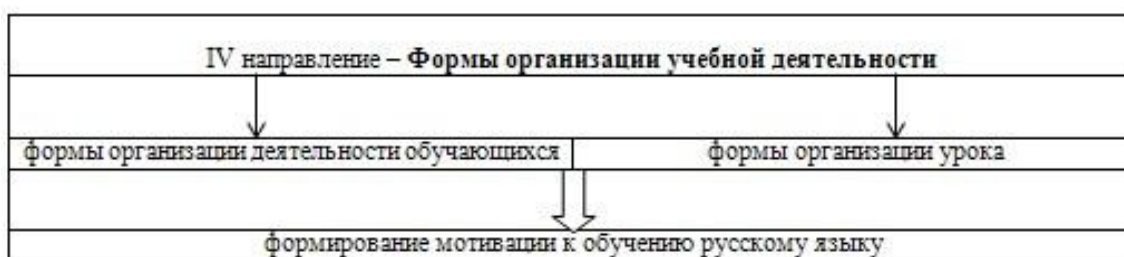 IV направление – Формы организации учебной деятельности
формы организации деятельности обучающихся
формы организации урока
формирование мотивации к обучению русскому языку